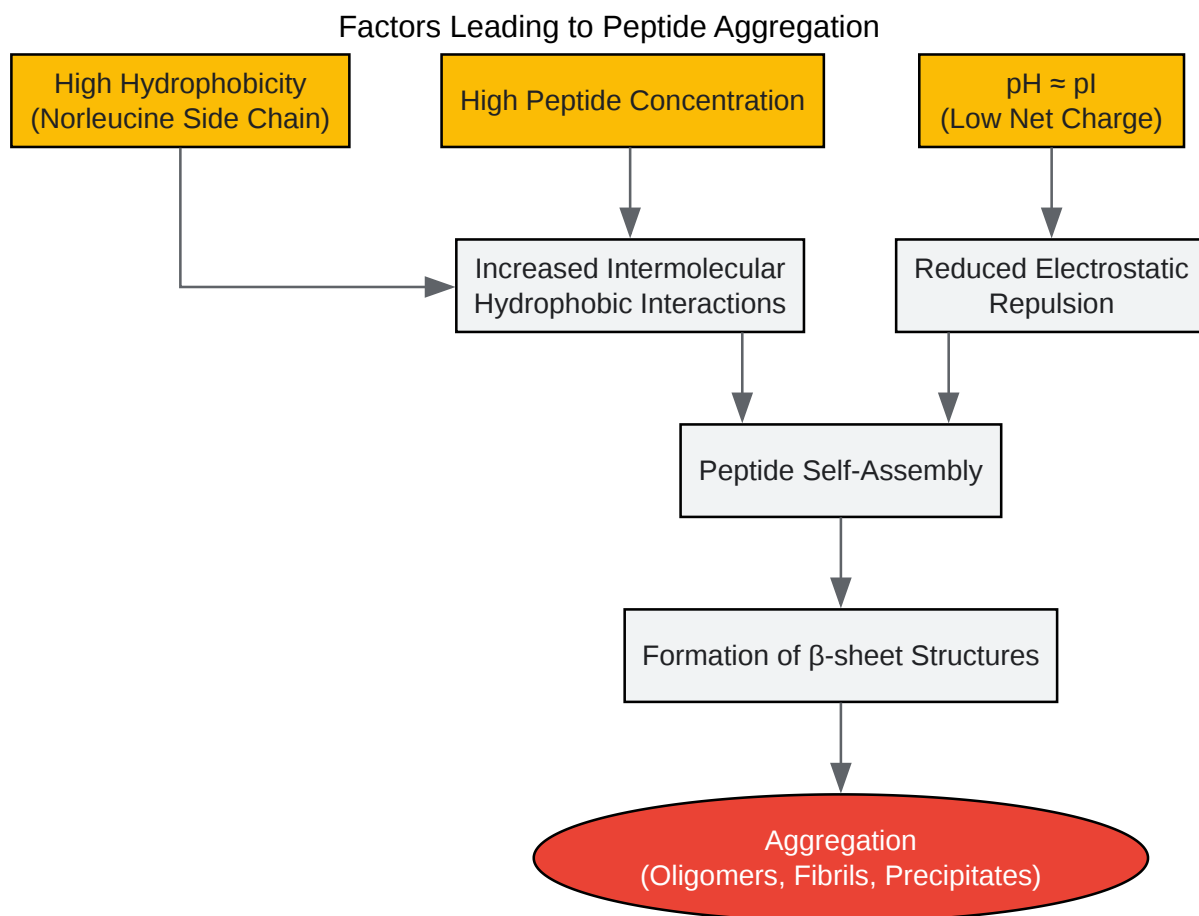 Factors Leading to Peptide Aggregation
High Hydrophobicity
(Norleucine Side Chain)
High Peptide Concentration
pH ≈ pI
(Low Net Charge)
Increased Intermolecular
Hydrophobic Interactions
Reduced Electrostatic
Repulsion
Peptide Self-Assembly
Formation of β-sheet Structures
Aggregation
(Oligomers, Fibrils, Precipitates)